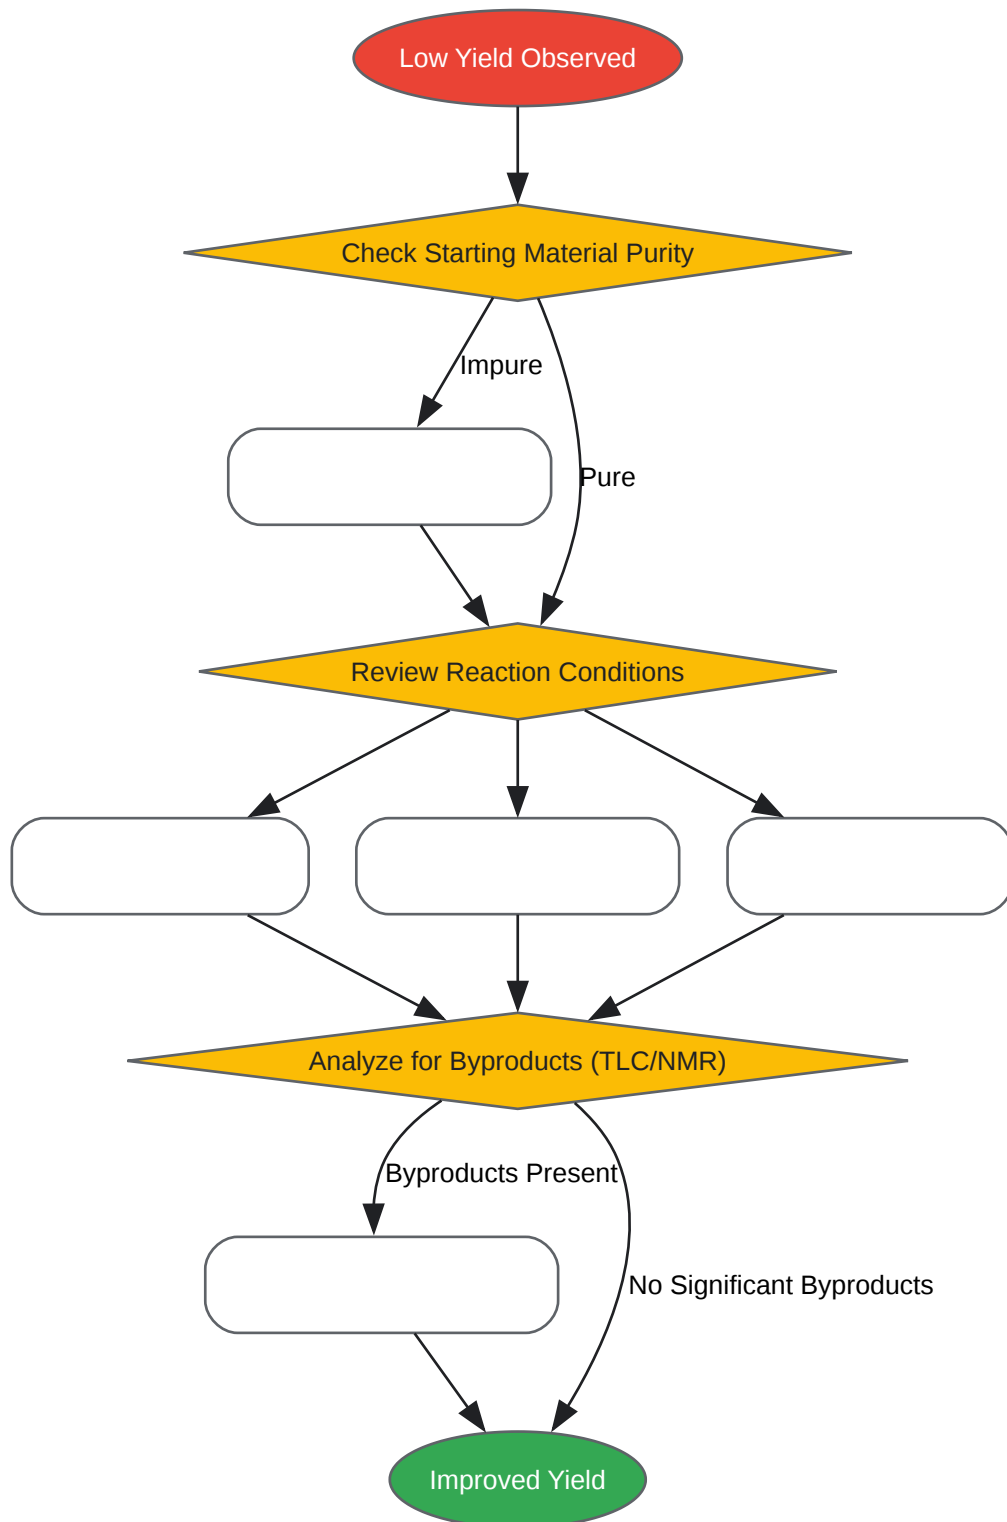 Low Yield Observed
Check Starting Material Purity
Impure
Pure
Review Reaction Conditions
Analyze for Byproducts (TLC/NMR)
Byproducts Present
No Significant Byproducts
Improved Yield